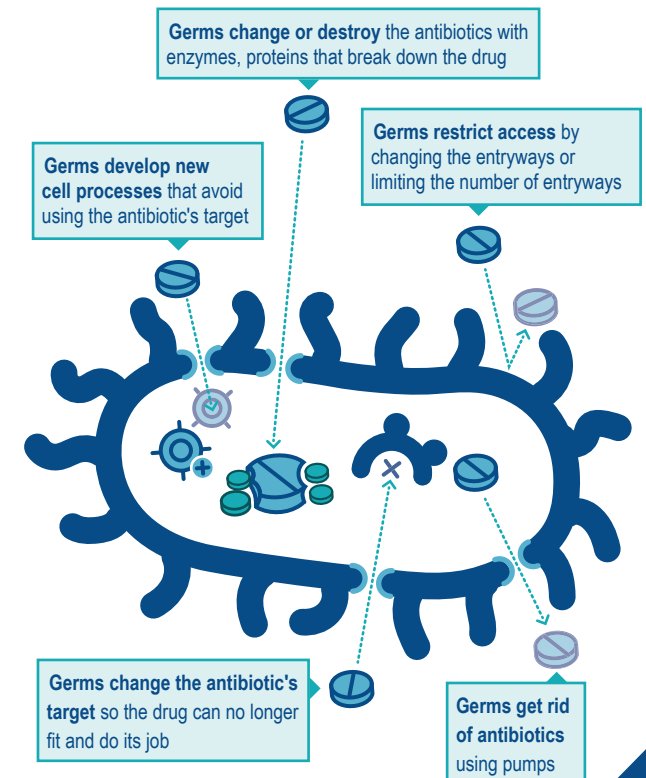 Germs change or destroy the antibiotics with
enzymes, proteins that break down the drug
Germs restrict access by
changing the entryways or
limiting the number of entryways
Germs develop new
cell processes that avoid
using the antibiotic's target
Germs change the antibiotic's
target so the drug can no longer
fit and do its job
Germs get rid
of antibiotics
using pumps